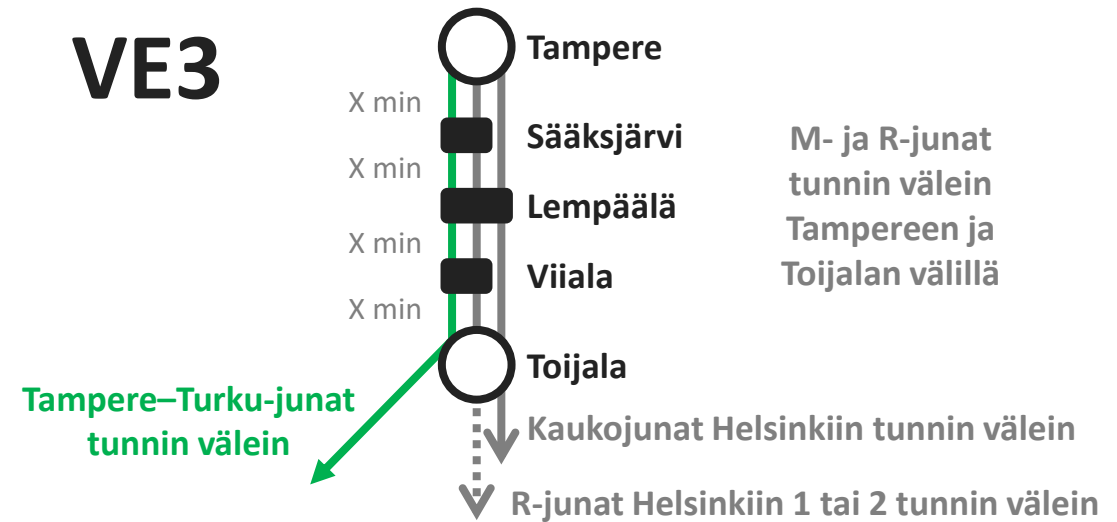 VE3
Tampere
X min
Sääksjärvi
X min
Lempäälä
X min
Viiala
X min
Toijala
M- ja R-junat
tunnin välein
Tampereen ja
Toijalan välillä
Tampere–Turku-junat
tunnin välein
Kaukojunat Helsinkiin tunnin välein
R-junat Helsinkiin 1 tai 2 tunnin välein